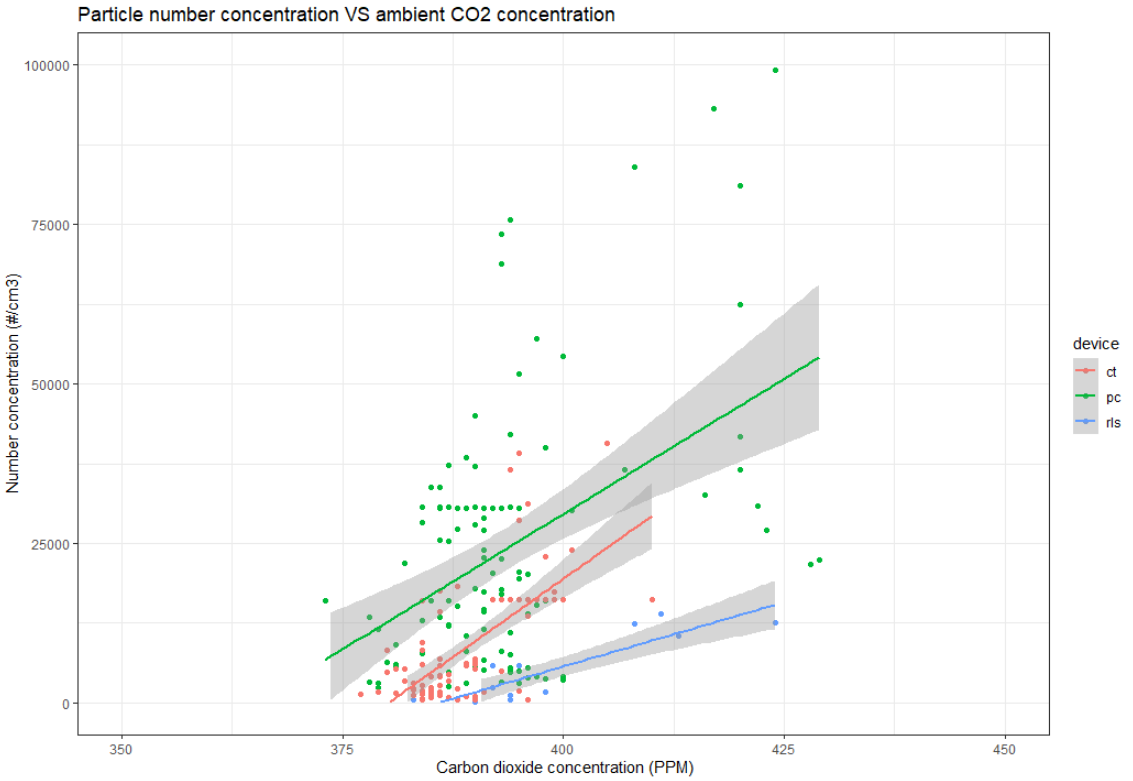 Particle number concentration VS ambient CO2 concentration
100000
75000
50000
25000
0
Number concentration (#/cm3)
350
375
400
425
450
Carbon dioxide concentration (PPM)
device
ct
pc
rls